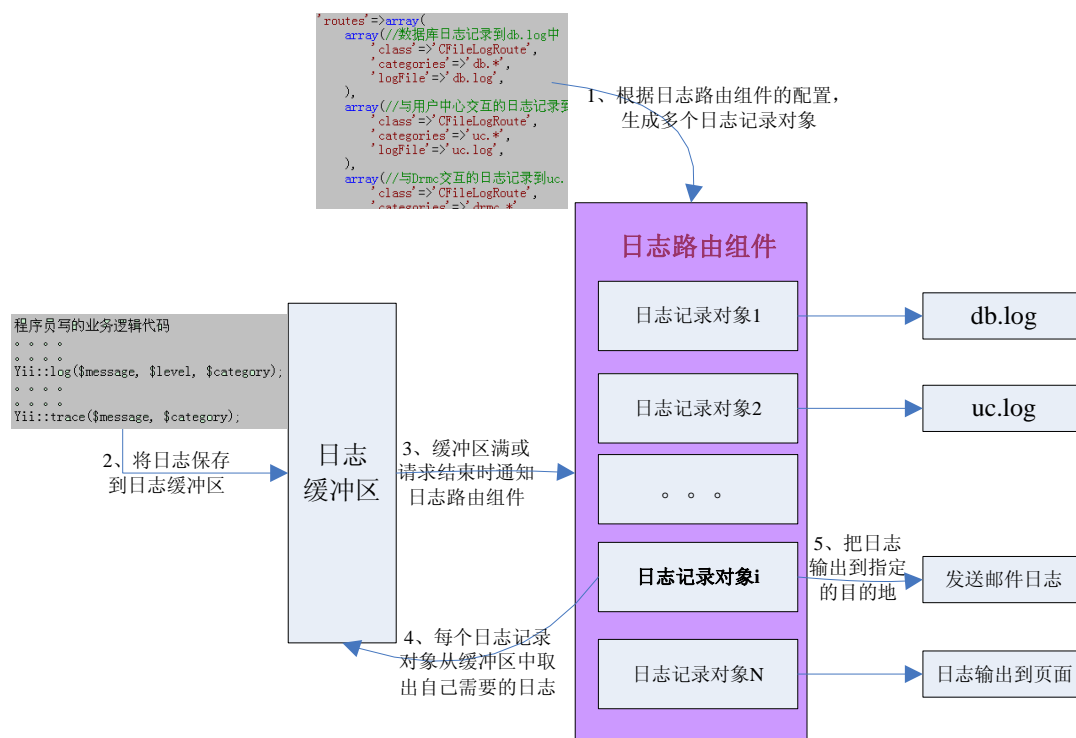 'routes'=>array(
array(//数据库日志记录到db.log中
'class'=>'CFileLogRoute',
'categories'=>'db.*',
'logFile'=>'db.log',
),
array(//与用户中心交互的日志记录到
'class'=>'CFileLogRoute',
'categories'=>'uc.*',
'logFile'=>'uc.log',
),
array(//与Drmc交互的日志记录到uc.
'class'=>'CFileLogRoute',
'categories'=>'drmc.*'
1、根据日志路由组件的配置，
生成多个日志记录对象
日志路由组件
日志记录对象1
db.log
程序员写的业务逻辑代码
。。。。
。。。。
Yii::log($message, $level, $category);
。。。。
。。。。
Yii::trace($message, $category);
日志记录对象2
uc.log
2、将日志保存
到日志缓冲区
日志
缓冲区
3、缓冲区满或
请求结束时通知
日志路由组件
。。。
日志记录对象i
5、把日志
输出到指定
的目的地
发送邮件日志
4、每个日志记录
对象从缓冲区中取
出自己需要的日志
日志记录对象N
日志输出到页面